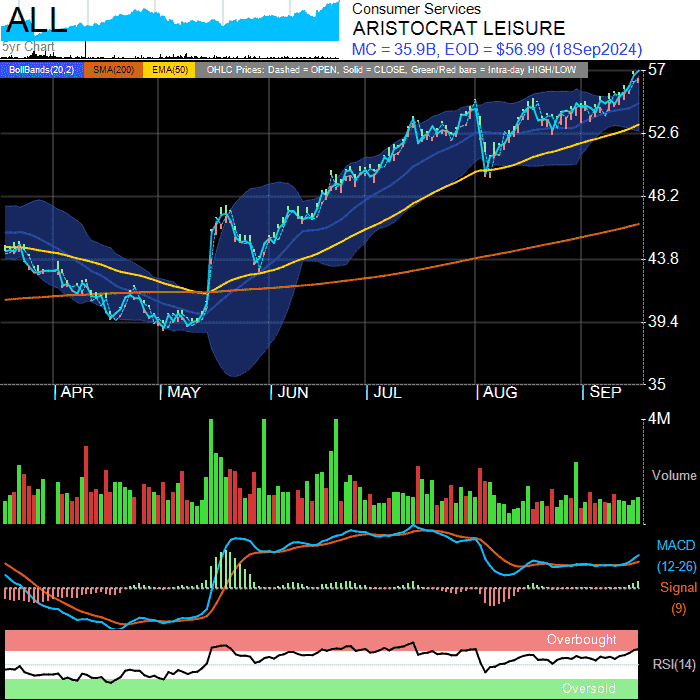 ALL
5yr Chart
Consumer Services
ARISTOCRAT LEISURE
MC = 35.9B, EOD = $56.99 (18Sep2024)
BollBands(20,2) SMA(200) EMA(50) OHLC Prices: Dashed = OPEN, Solid = CLOSE, Green/Red bars = Intra-day HIGH/LOW
57
52.6
48.2
43.8
39.4
35
APR MAY JUN JUL AUG SEP
4M
Volume
MACD
(12-26)
Signal
(9)
Overbought
RSI(14)
Oversold